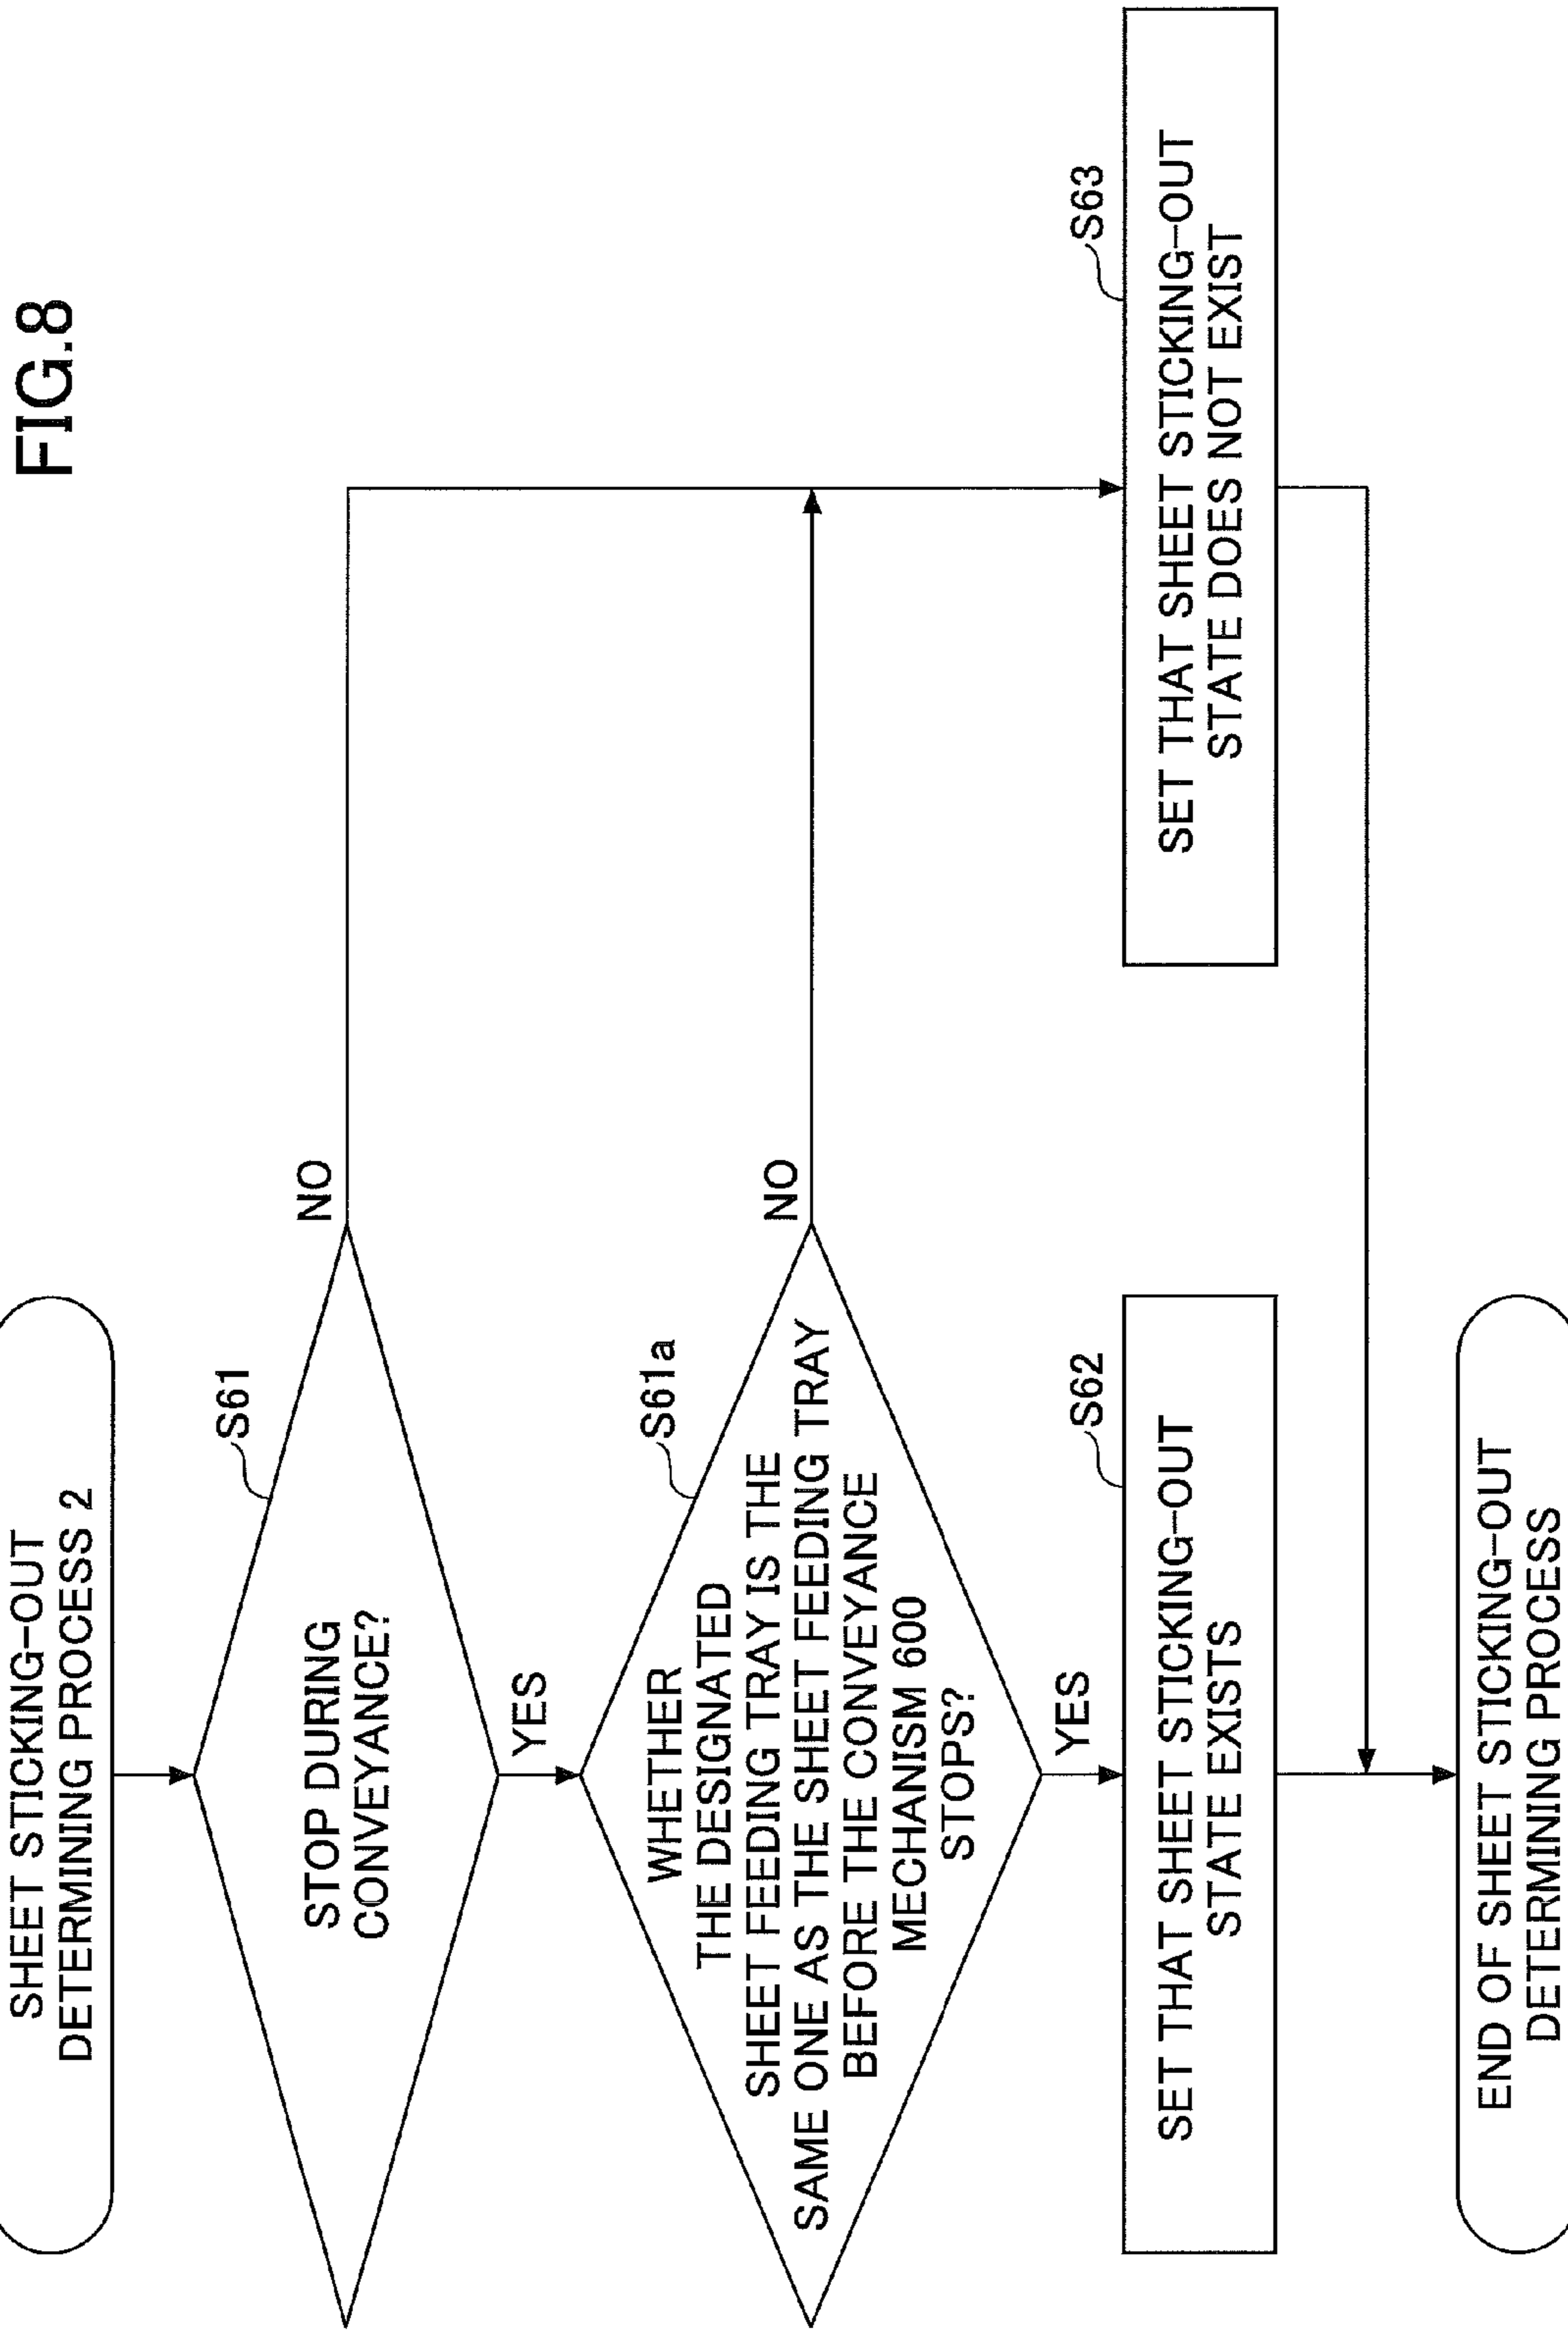 FIG.8
SHEET STICKING-OUT
DETERMINING PROCESS 2
S61
STOP DURING
CONVEYANCE?
NO
YES
S61a
WHETHER
THE DESIGNATED
SHEET FEEDING TRAY IS THE
SAME ONE AS THE SHEET FEEDING TRAY
BEFORE THE CONVEYANCE
MECHANISM 600
STOPS?
NO
YES
S62
SET THAT SHEET STICKING-OUT
STATE EXISTS
S63
SET THAT SHEET STICKING-OUT
STATE DOES NOT EXIST
END OF SHEET STICKING-OUT
DETERMINING PROCESS